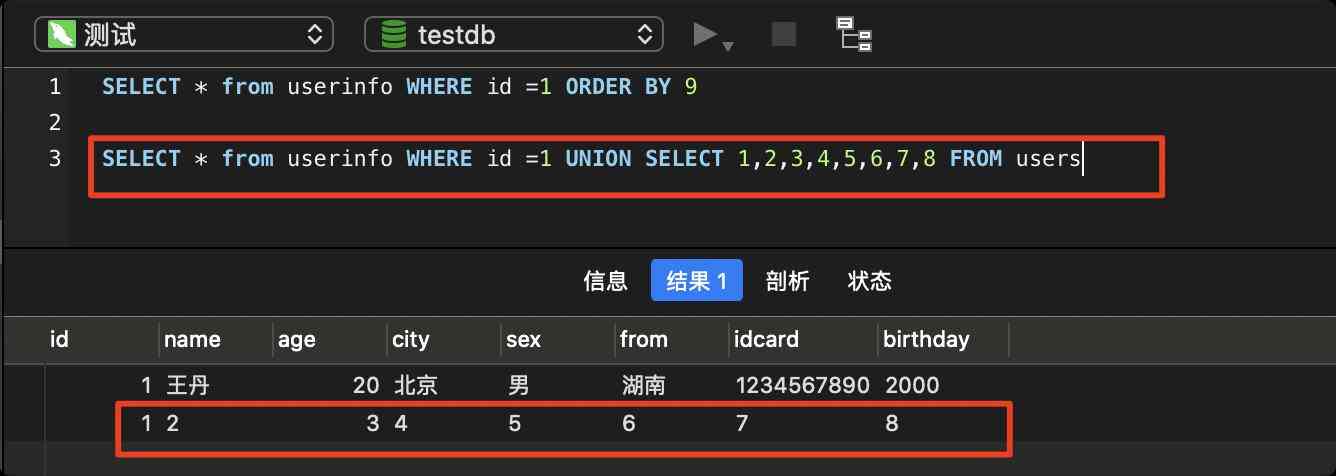 测试 testdb
1 SELECT * from userinfo WHERE id =1 ORDER BY 9
2
3 SELECT * from userinfo WHERE id =1 UNION SELECT 1,2,3,4,5,6,7,8 FROM users
信息 结果 1 剖析 状态
id name age city sex from idcard birthday
1 王丹 20 北京 男 湖南 1234567890 2000
1 2 3 4 5 6 7 8